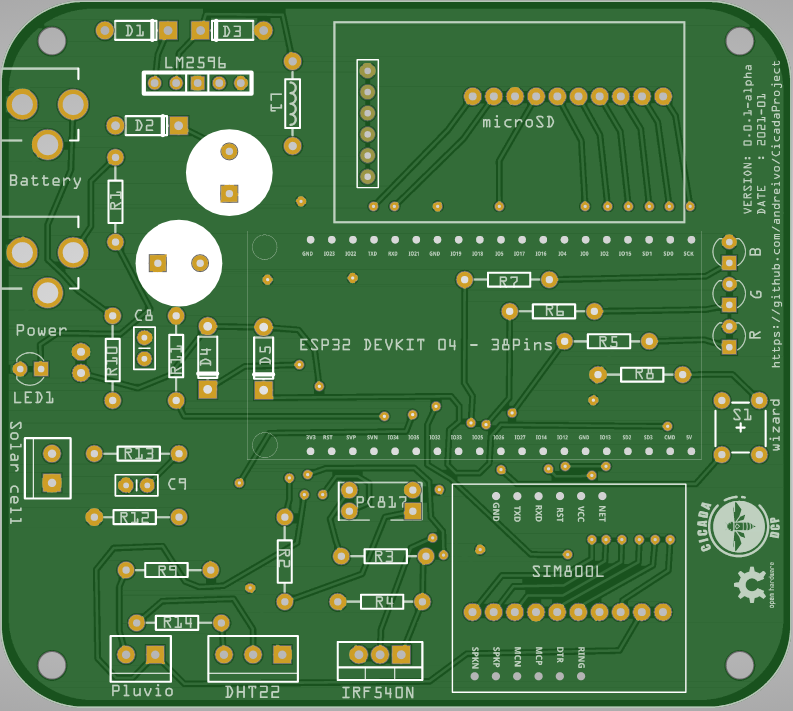 D1
D3
LM2596
L1
microSD
D2
Battery
R1
VERSION: 0.0.1-alpha
DATE : 2021-01
https://github.com/andreivo/CicadaProject
GND IO23 IO22 TXD RXD IO21 GND IO19 IO18 IO5 IO17 IO16 IO4 IO0 IO2 IO15 SD1 SD0 SCK
B
R7
G
R6
Power
C8
R
R5
ESP32 DEVKIT 04 - 38Pins
R10
R11
D4
D5
R8
LED1
S1
wizard
3V3 RST SVP SVN IO34 IO35 IO32 IO33 IO25 IO26 IO27 IO14 IO12 GND IO13 SD2 SD3 CMD 5V
Solar cell
R13
C9
R12
PC817
GND TXD RXD RST VCC NET
CICADA
DCP
R2
R3
R9
SIM800L
open hardware
R4
R14
SPKN SPKP MCN MCP DTR RING
Pluvio
DHT22
IRF540N